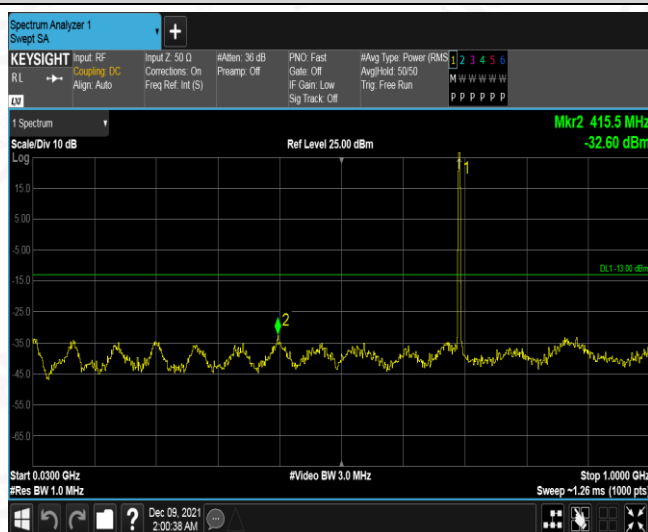 Spectrum Analyzer 1
Swept SA
+
KEYSIGHT
RL
Input: RF
Coupling: DC
Align: Auto
Input Z: 50 Ω
Corrections: On
Freq Ref: Int (S)
#Atten: 36 dB
Preamp: Off
PNO: Fast
Gate: Off
IF Gain: Low
Sig Track: Off
#Avg Type: Power (RMS
Avg|Hold: 50/50
Trig: Free Run
1 2 3 4 5 6
M W W W W W
P P P P P P
1 Spectrum
Mkr2 415.5 MHz
Scale/Div 10 dB
Ref Level 25.00 dBm
-32.60 dBm
Log
1
15.0
5.00
-5.00
DL1 -13.00 dBm
-15.0
-25.0
2
-35.0
-45.0
-55.0
-65.0
Start 0.0300 GHz
#Video BW 3.0 MHz
Stop 1.0000 GHz
#Res BW 1.0 MHz
Sweep ~1.26 ms (1000 pts)
?
Dec 09, 2021
2:00:38 AM